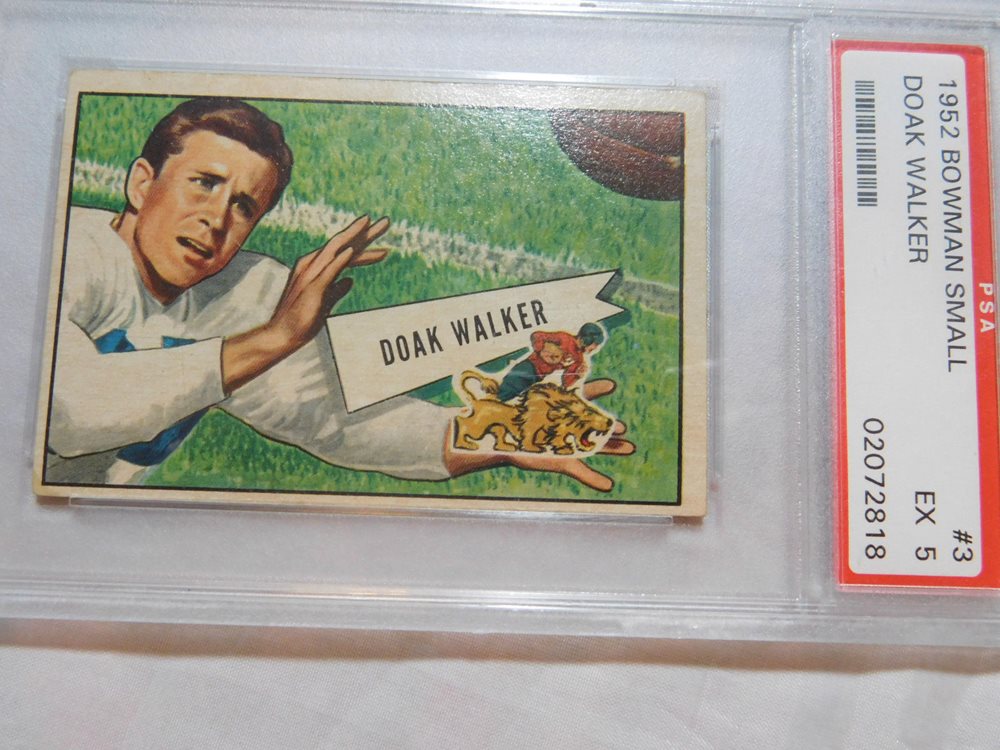 DOAK WALKER
PSA
1952 BOWMAN SMALL #3
DOAK WALKER EX 5
02072818